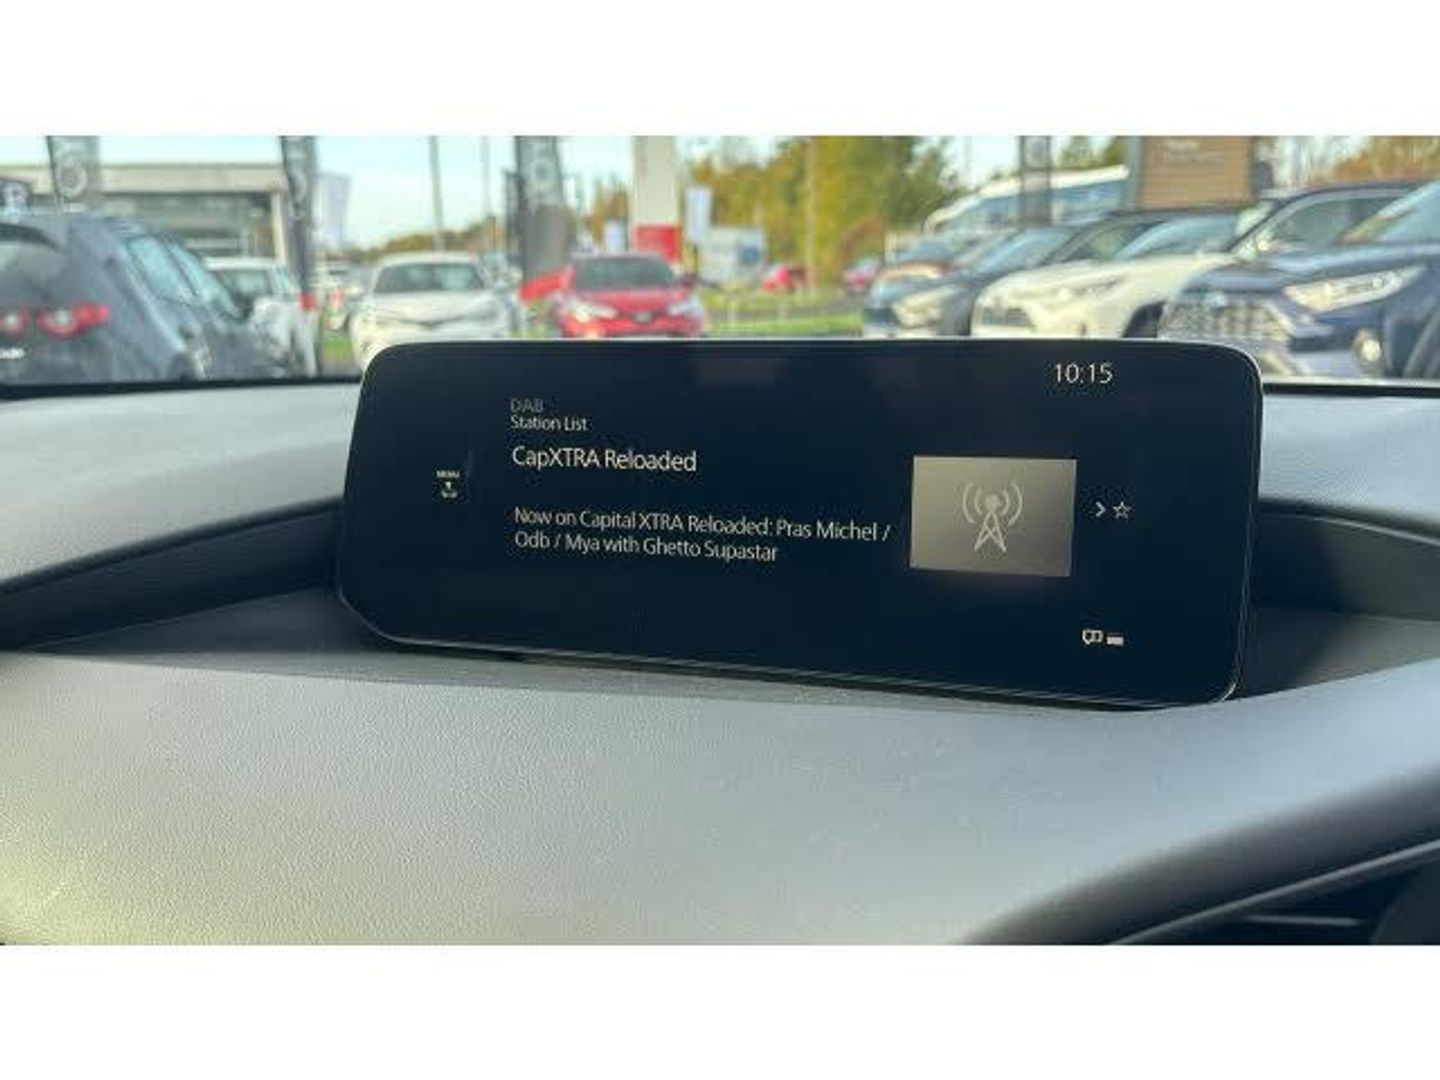 10:15
DAB
Station List
CapXTRA Reloaded
MENU
Now on Capital XTRA Reloaded: Pras Michel /
Odb / Mya with Ghetto Supastar